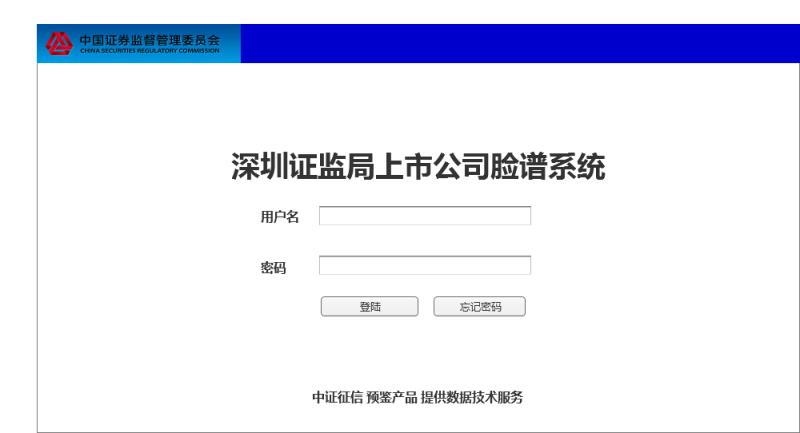 中国证券监督管理委员会
CHINA SECURITIES REGULATORY COMMISSION
深圳证监局上市公司脸谱系统
用户名
密码
登陆 忘记密码
中证征信 预鉴产品 提供数据技术服务